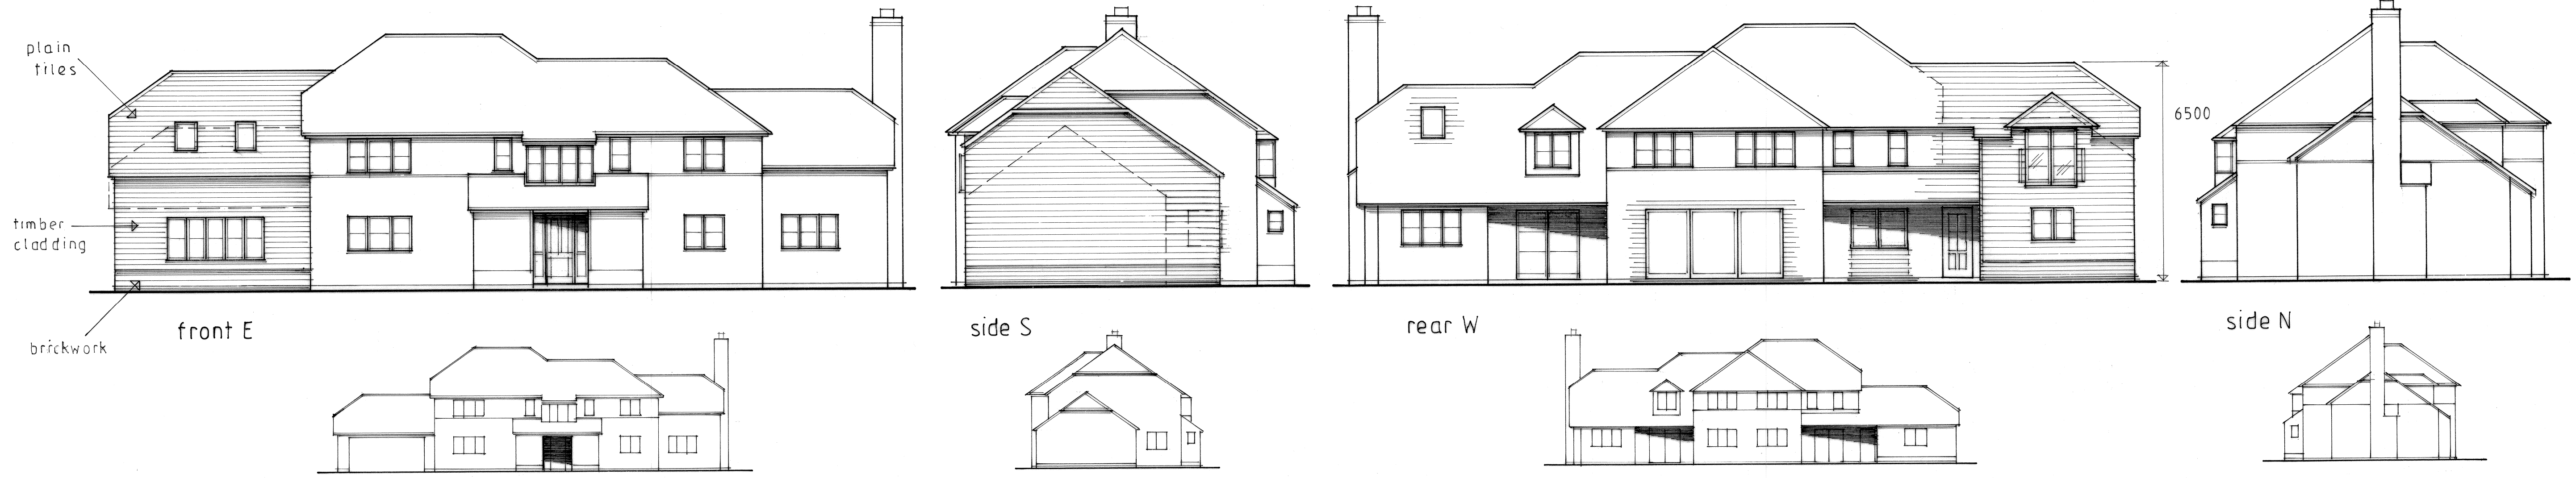 plain
tiles
timber
cladding
brickwork
front E
side S
rear W
6500
side N